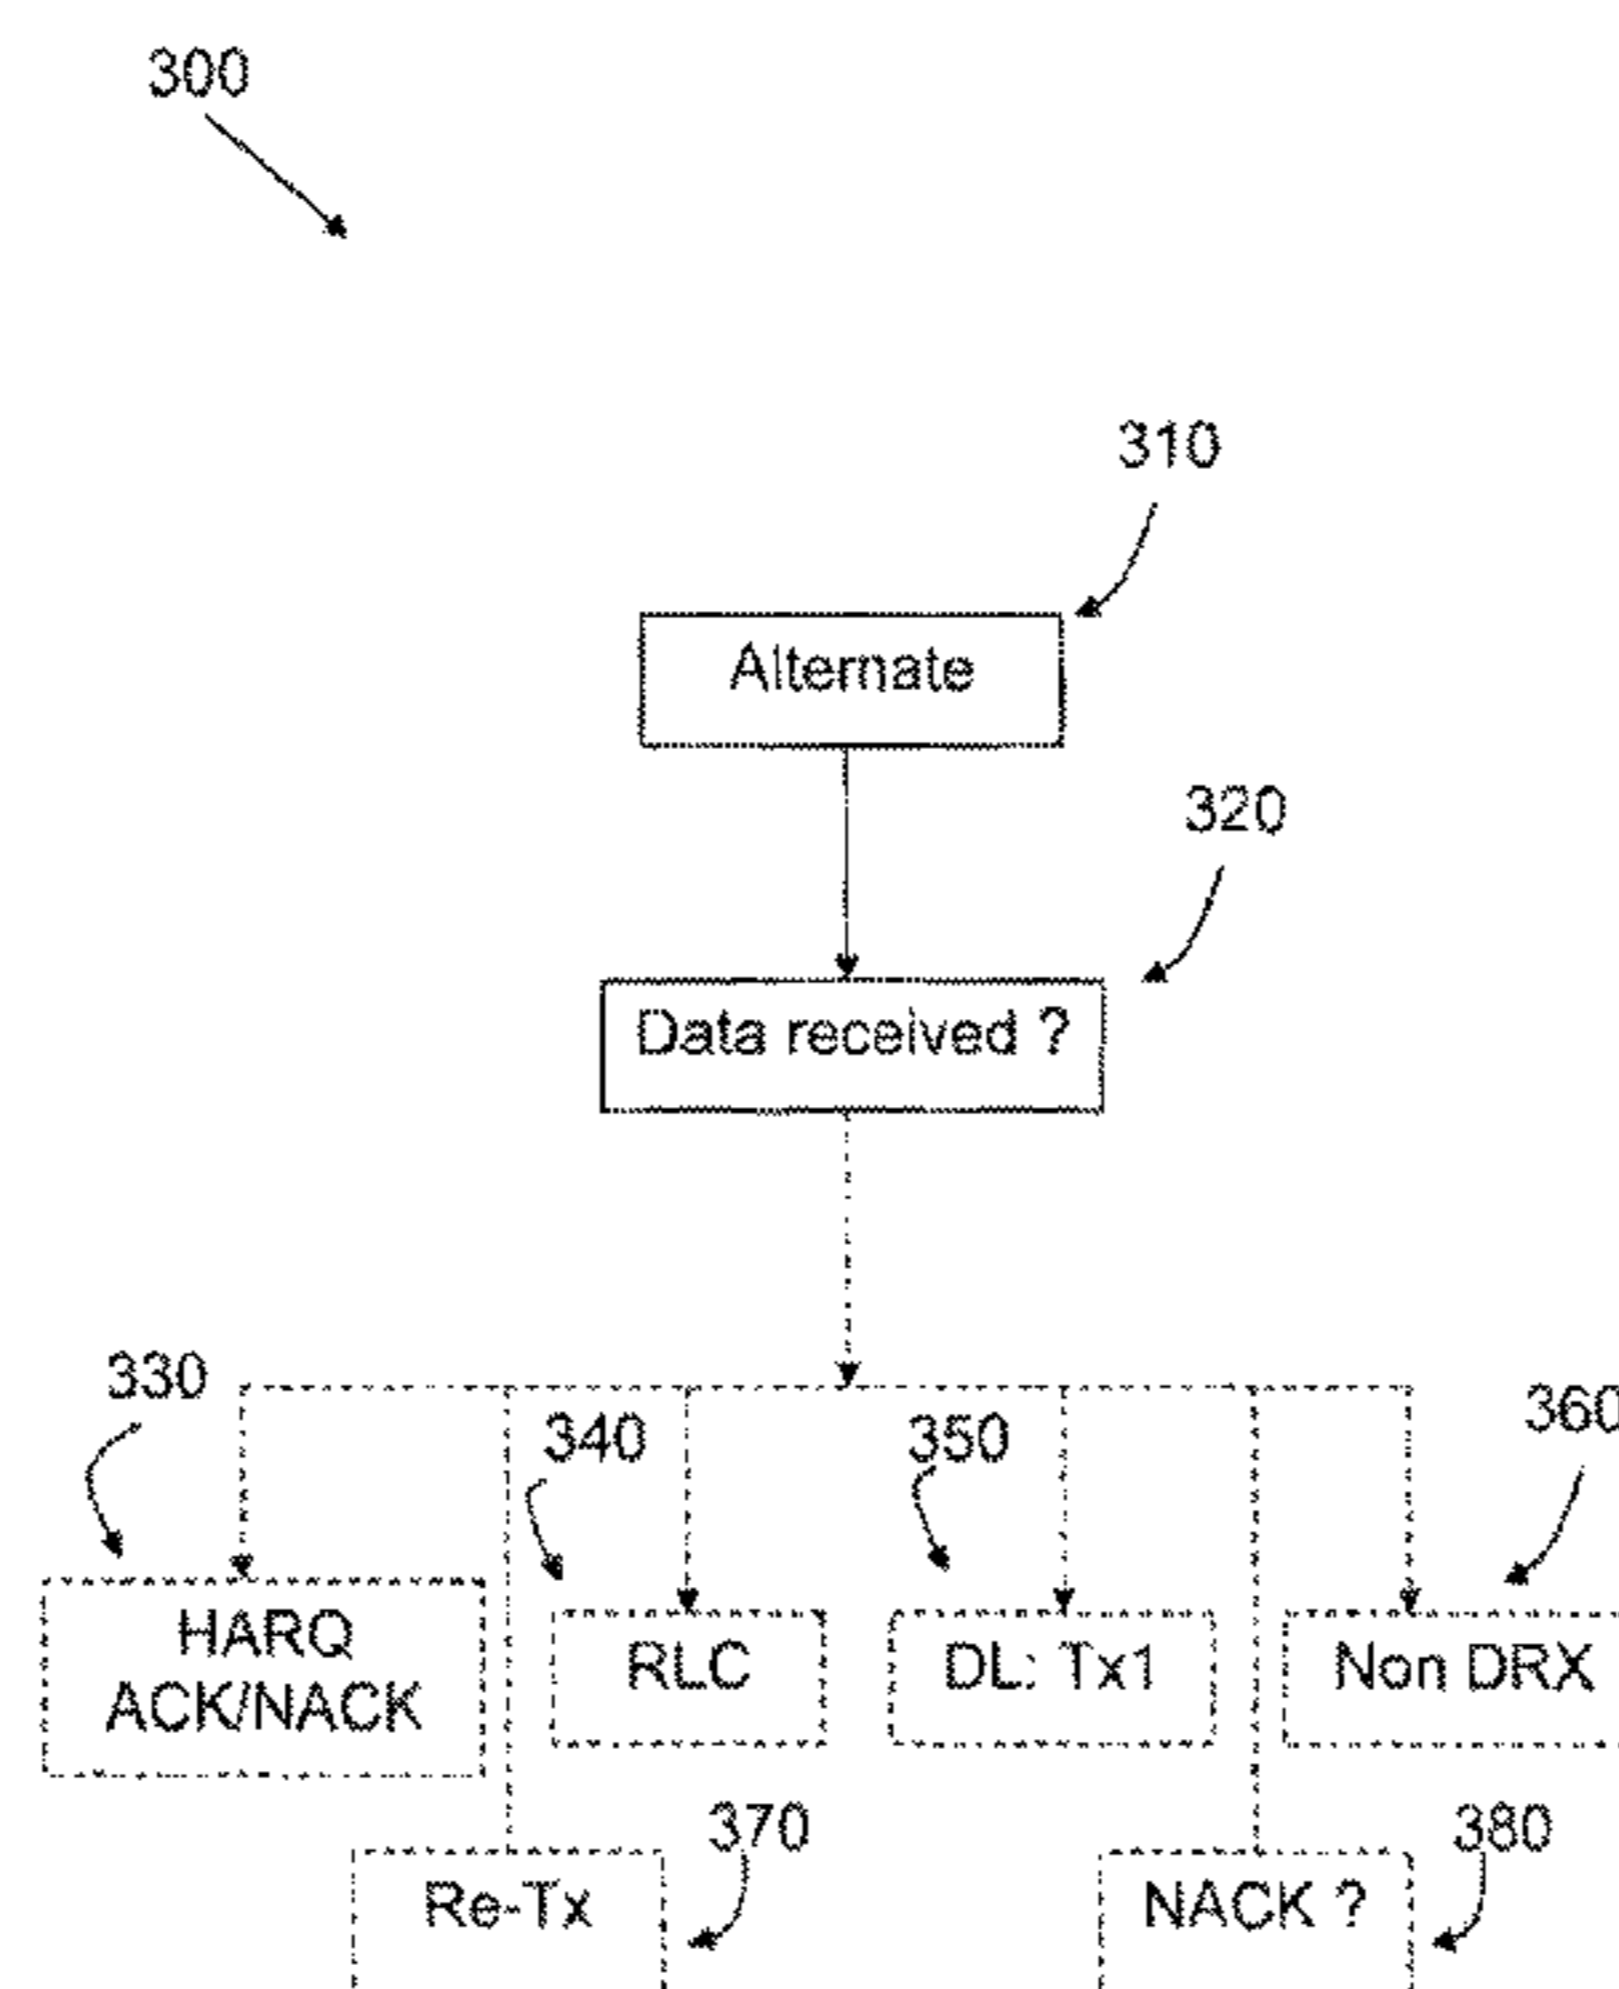 300
310
Alternate
320
Data received ?
330
340
350
360
HARQ
ACK/NACK
RLC
DL: Tx1
Non DRX
370
380
Re-Tx
NACK ?